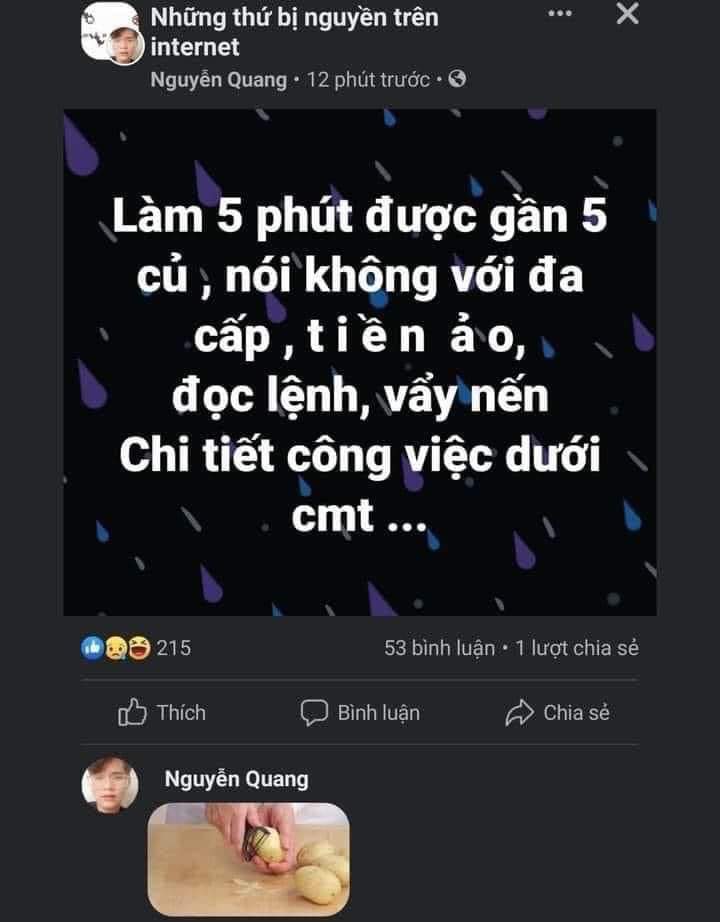 Những thứ bị nguyền trên
internet
Nguyễn Quang • 12 phút trước •
Làm 5 phút được gần 5
củ , nói không với đa
cấp , t i ề n ả o,
đọc lệnh, vẩy nến
Chi tiết công việc dưới
cmt ...
215
53 bình luận • 1 lượt chia sẻ
Thích
Bình luận
Chia sẻ
Nguyễn Quang